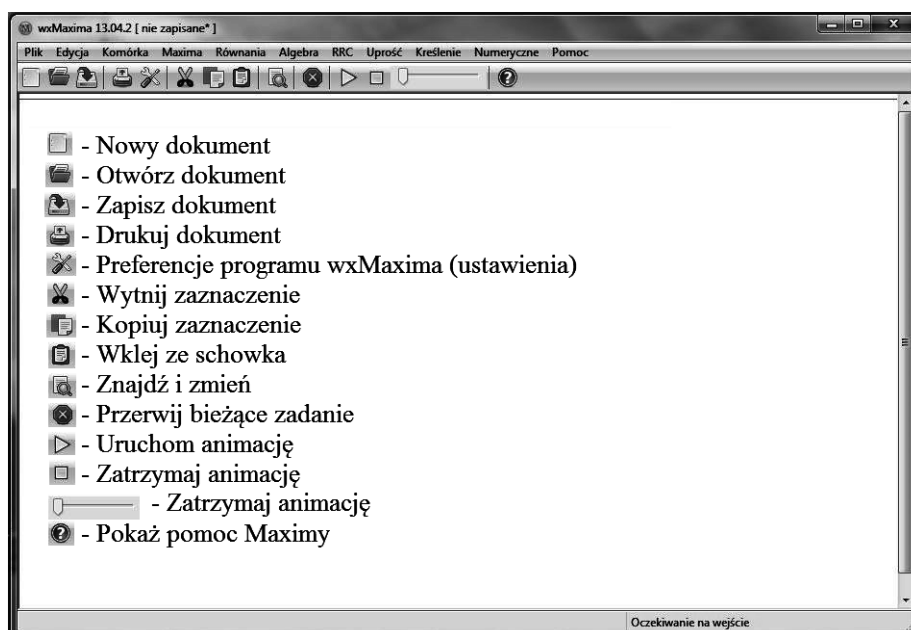 wxMaxima 13.04.2 [ nie zapisane* ]
Plik Edycja Komórka Maxima Równania Algebra RRC Uprość Kreślenie Numeryczne Pomoc
- Nowy dokument
- Otwórz dokument
- Zapisz dokument
- Drukuj dokument
- Preferencje programu wxMaxima (ustawienia)
- Wytnij zaznaczenie
- Kopiuj zaznaczenie
- Wklej ze schowka
- Znajdź i zmień
- Przerwij bieżące zadanie
- Uruchom animację
- Zatrzymaj animację
- Zatrzymaj animację
- Pokaż pomoc Maximy
Oczekiwanie na wejście